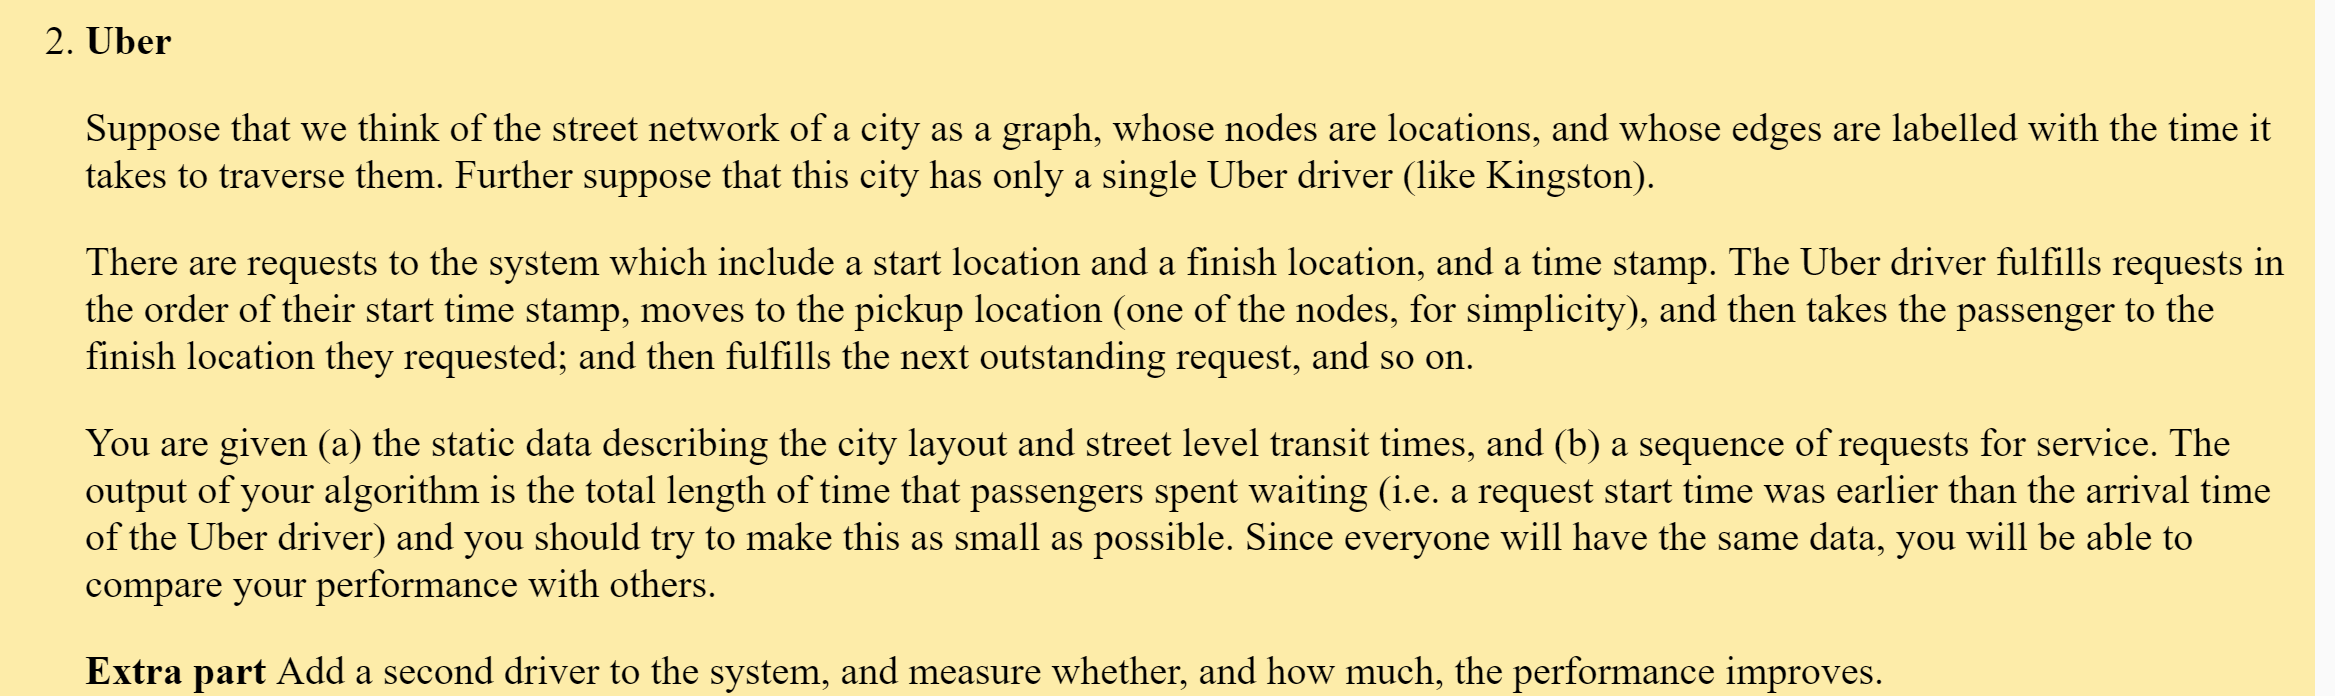 2. Uber
Suppose that we think of the street network of a city as a graph, whose nodes are locations, and whose edges are labelled with the time it
takes to traverse them. Further suppose that this city has only a single Uber driver (like Kingston).
There are requests to the system which include a start location and a finish location, and a time stamp. The Uber driver fulfills requests in
the order of their start time stamp, moves to the pickup location (one of the nodes, for simplicity), and then takes the passenger to the
finish location they requested; and then fulfills the next outstanding request, and so on.
You are given (a) the static data describing the city layout and street level transit times, and (b) a sequence of requests for service. The
output of your algorithm is the total length of time that passengers spent waiting (i.e. a request start time was earlier than the arrival time
of the Uber driver) and you should try to make this as small as possible. Since everyone will have the same data, you will be able to
compare your performance with others.
Extra part Add a second driver to the system, and measure whether, and how much, the performance improves.